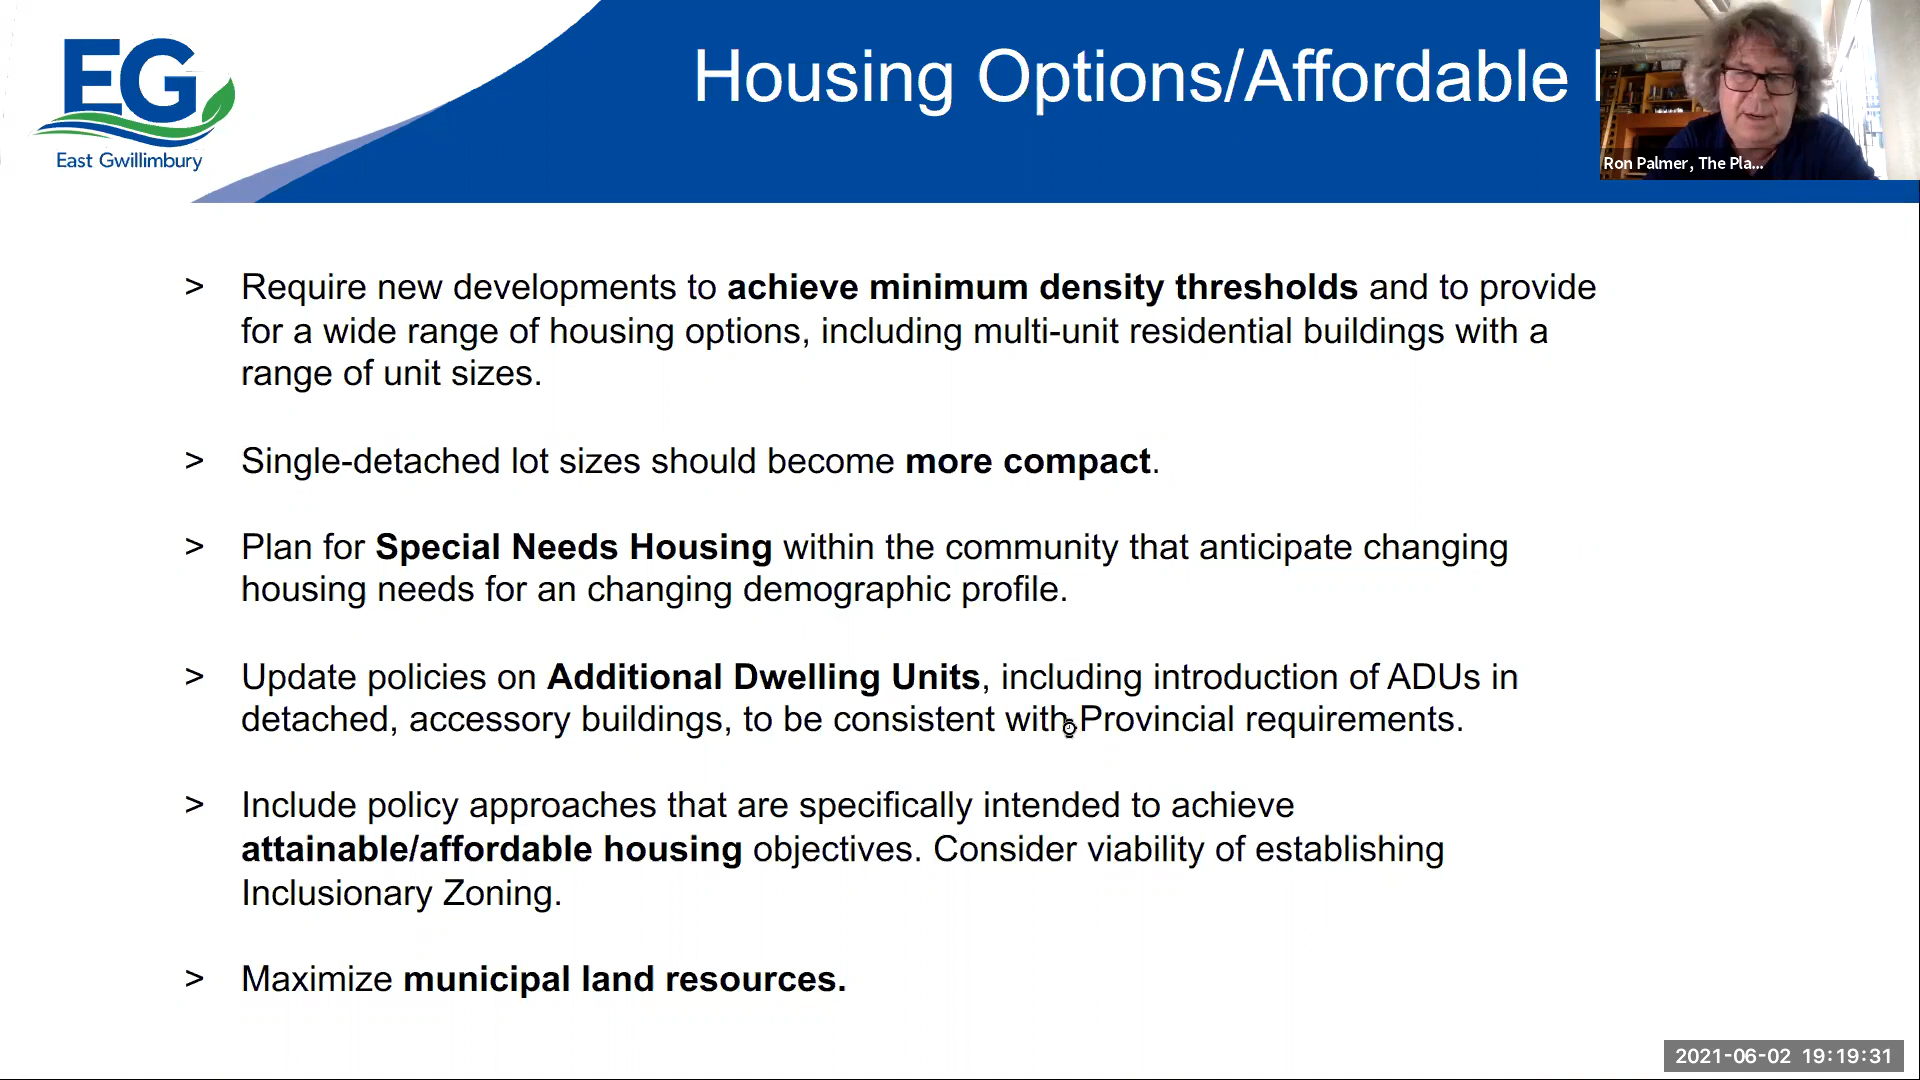 EG
East Gwillimbury
Housing Options/Affordable
Ron Palmer, The Pla...
> Require new developments to achieve minimum density thresholds and to provide
for a wide range of housing options, including multi-unit residential buildings with a
range of unit sizes.
> Single-detached lot sizes should become more compact.
> Plan for Special Needs Housing within the community that anticipate changing
housing needs for an changing demographic profile.
> Update policies on Additional Dwelling Units, including introduction of ADUs in
detached, accessory buildings, to be consistent with Provincial requirements.
> Include policy approaches that are specifically intended to achieve
attainable/affordable housing objectives. Consider viability of establishing
Inclusionary Zoning.
> Maximize municipal land resources.
2021-06-02 19:19:31